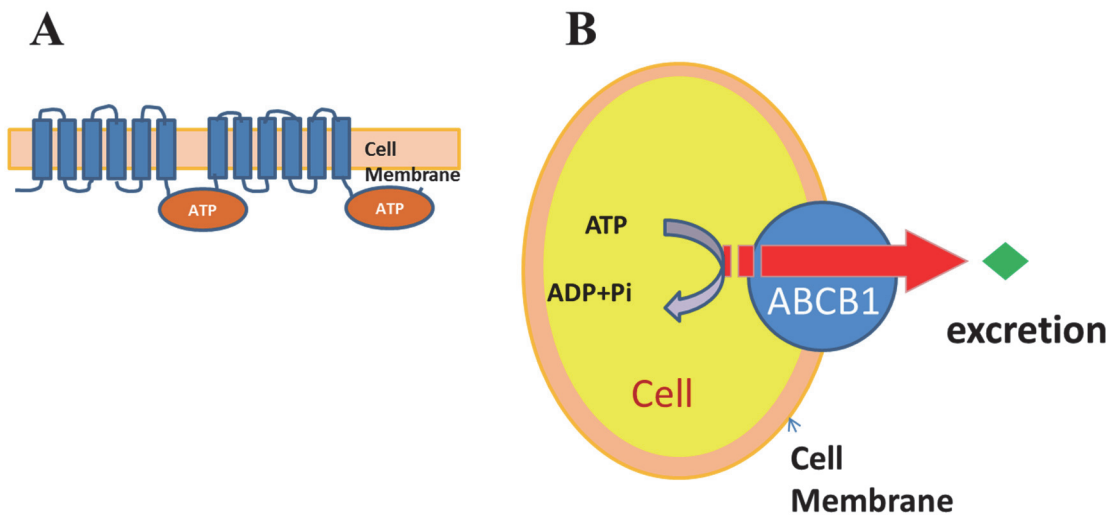 A
Cell
Membrane
ATP
ATP
B
ATP
ADP+Pi
ABCB1
excretion
Cell
Cell
Membrane